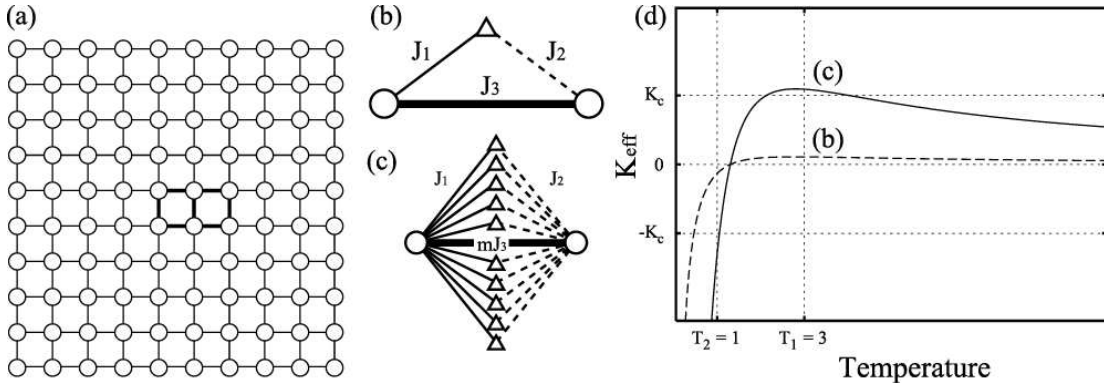 (a)
(b)
J1
J2
J3
(c)
J1
J2
mJ3
(d)
Keff
Kc
0
-Kc
(c)
(b)
T2 = 1
T1 = 3
Temperature